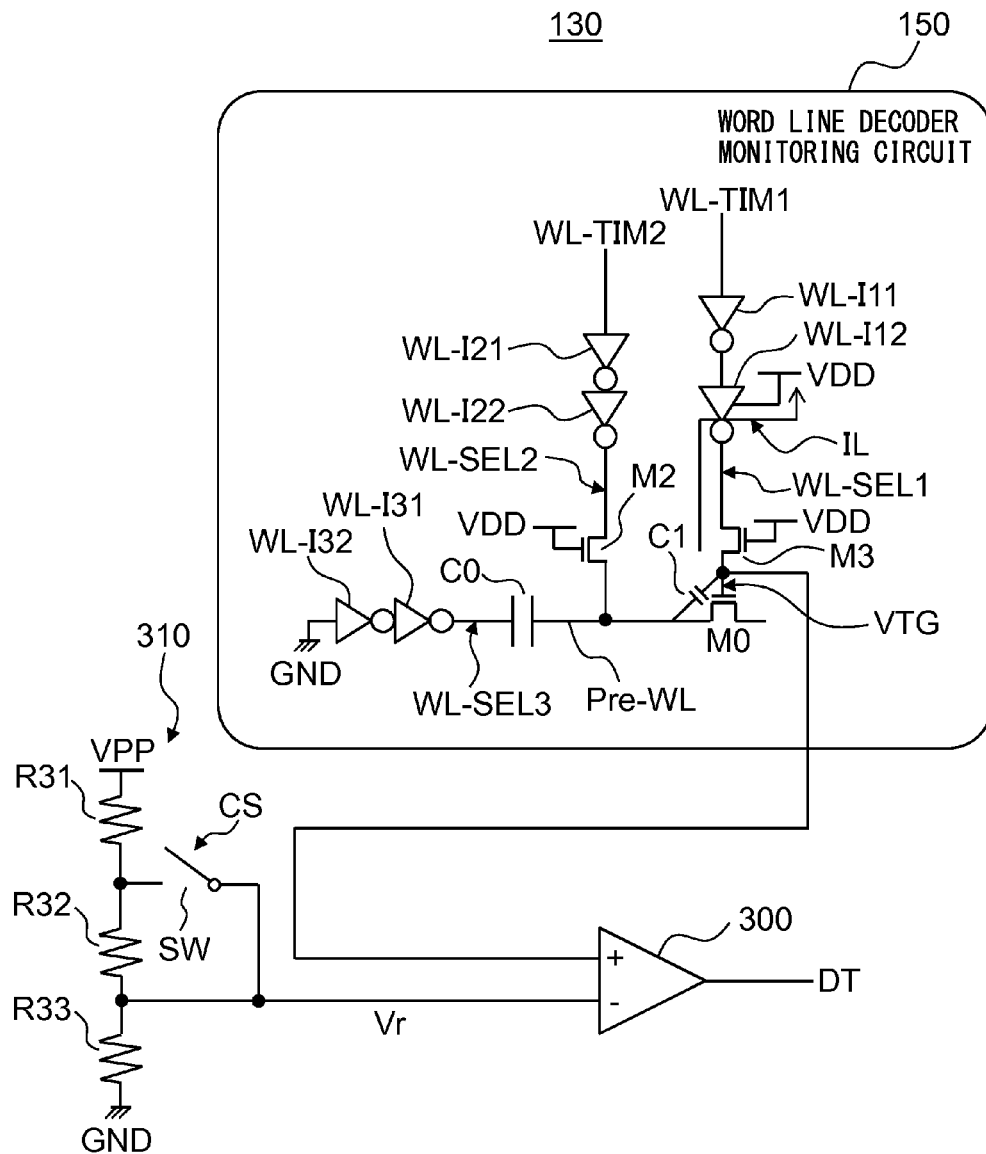 130
150
WORD LINE DECODER
MONITORING CIRCUIT
WL-TIM1
WL-TIM2
WL-I11
WL-I12
WL-I21
VDD
WL-I22
IL
WL-SEL2
WL-SEL1
M2
WL-I31
VDD
VDD
C1
WL-I32
M3
C0
VTG
M0
310
GND
WL-SEL3
Pre-WL
VPP
R31
CS
R32
SW
300
+
DT
R33
-
Vr
GND